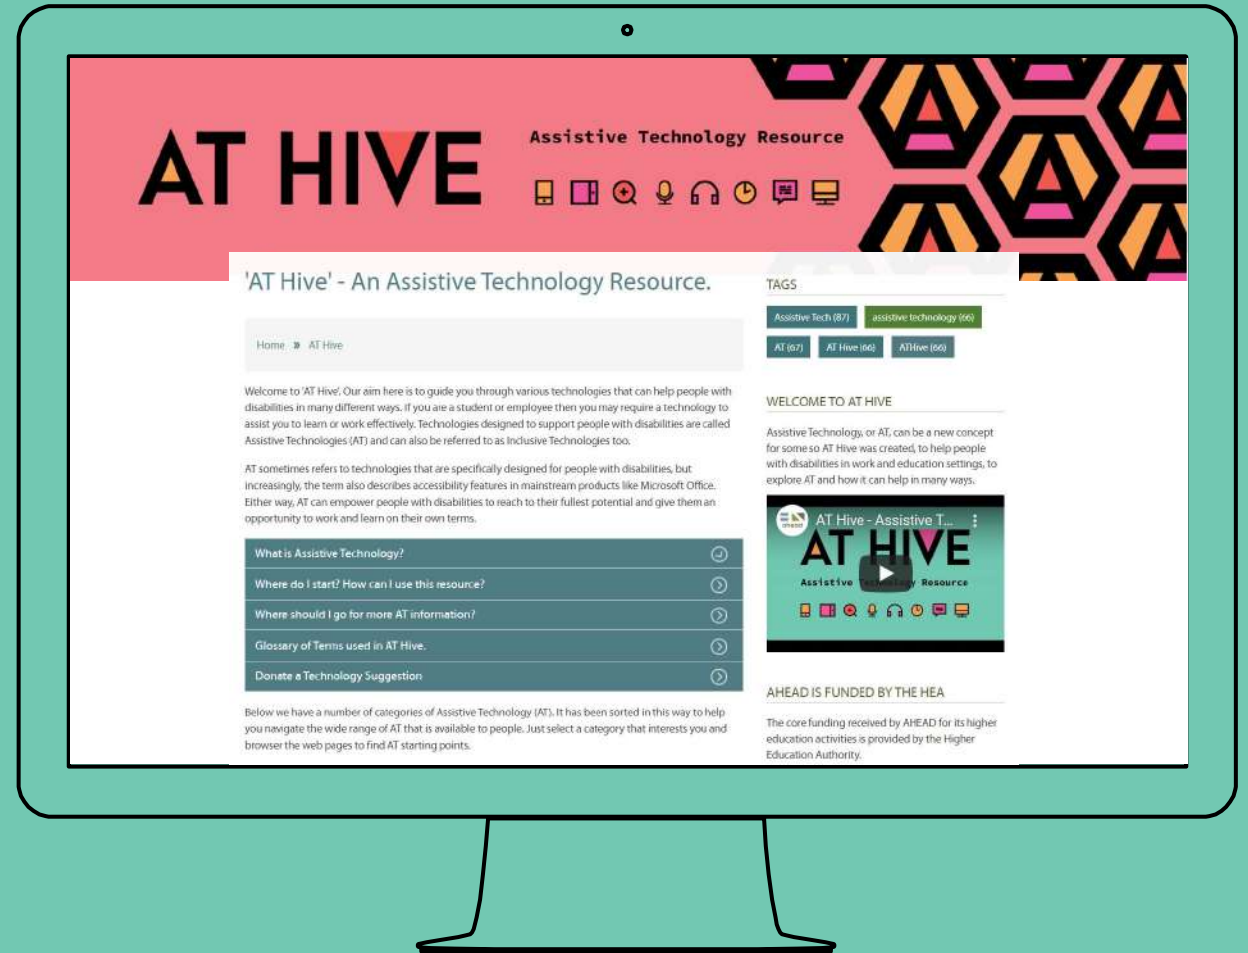 AT HIVE
Assistive Technology Resource
'AT Hive' - An Assistive Technology Resource.
Home » AT Hive
Welcome to 'AT Hive'. Our aim here is to guide you through various technologies that can help people with
disabilities in many different ways. If you are a student or employee then you may require a technology to
assist you to learn or work effectively. Technologies designed to support people with disabilities are called
Assistive Technologies (AT) and can also be referred to as Inclusive Technologies too.
AT sometimes refers to technologies that are specifically designed for people with disabilities, but
increasingly, the term also describes accessibility features in mainstream products like Microsoft Office.
Either way, AT can empower people with disabilities to reach to their fullest potential and give them an
opportunity to work and learn on their own terms.
What is Assistive Technology?
Where do I start? How can I use this resource?
Where should I go for more AT information?
Glossary of Terms used in AT Hive.
Donate a Technology Suggestion
Below we have a number of categories of Assistive Technology (AT). It has been sorted in this way to help
you navigate the wide range of AT that is available to people. Just select a category that interests you and
browser the web pages to find AT starting points.
TAGS
Assistive Tech (87) assistive technology (66)
AT (67) AT Hive (66) ATHive (66)
WELCOME TO AT HIVE
Assistive Technology, or AT, can be a new concept
for some so AT Hive was created, to help people
with disabilities in work and education settings, to
explore AT and how it can help in many ways.
AT Hive - Assistive T...
AT HIVE
Assistive Technology Resource
AHEAD IS FUNDED BY THE HEA
The core funding received by AHEAD for its higher
education activities is provided by the Higher
Education Authority.